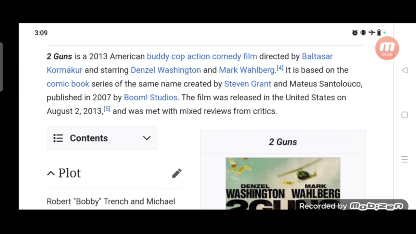 3:09
2 Guns is a 2013 American buddy cop action comedy film directed by Baltasar
Kormákur and starring Denzel Washington and Mark Wahlberg.[4] It is based on the
comic book series of the same name created by Steven Grant and Mateus Santolouco,
published in 2007 by Boom! Studios. The film was released in the United States on
August 2, 2013,[5] and was met with mixed reviews from critics.
Contents
2 Guns
Plot
DENZEL WASHINGTON MARK WAHLBERG
2 GUNS
Robert "Bobby" Trench and Michael
Recorded by Mobizen